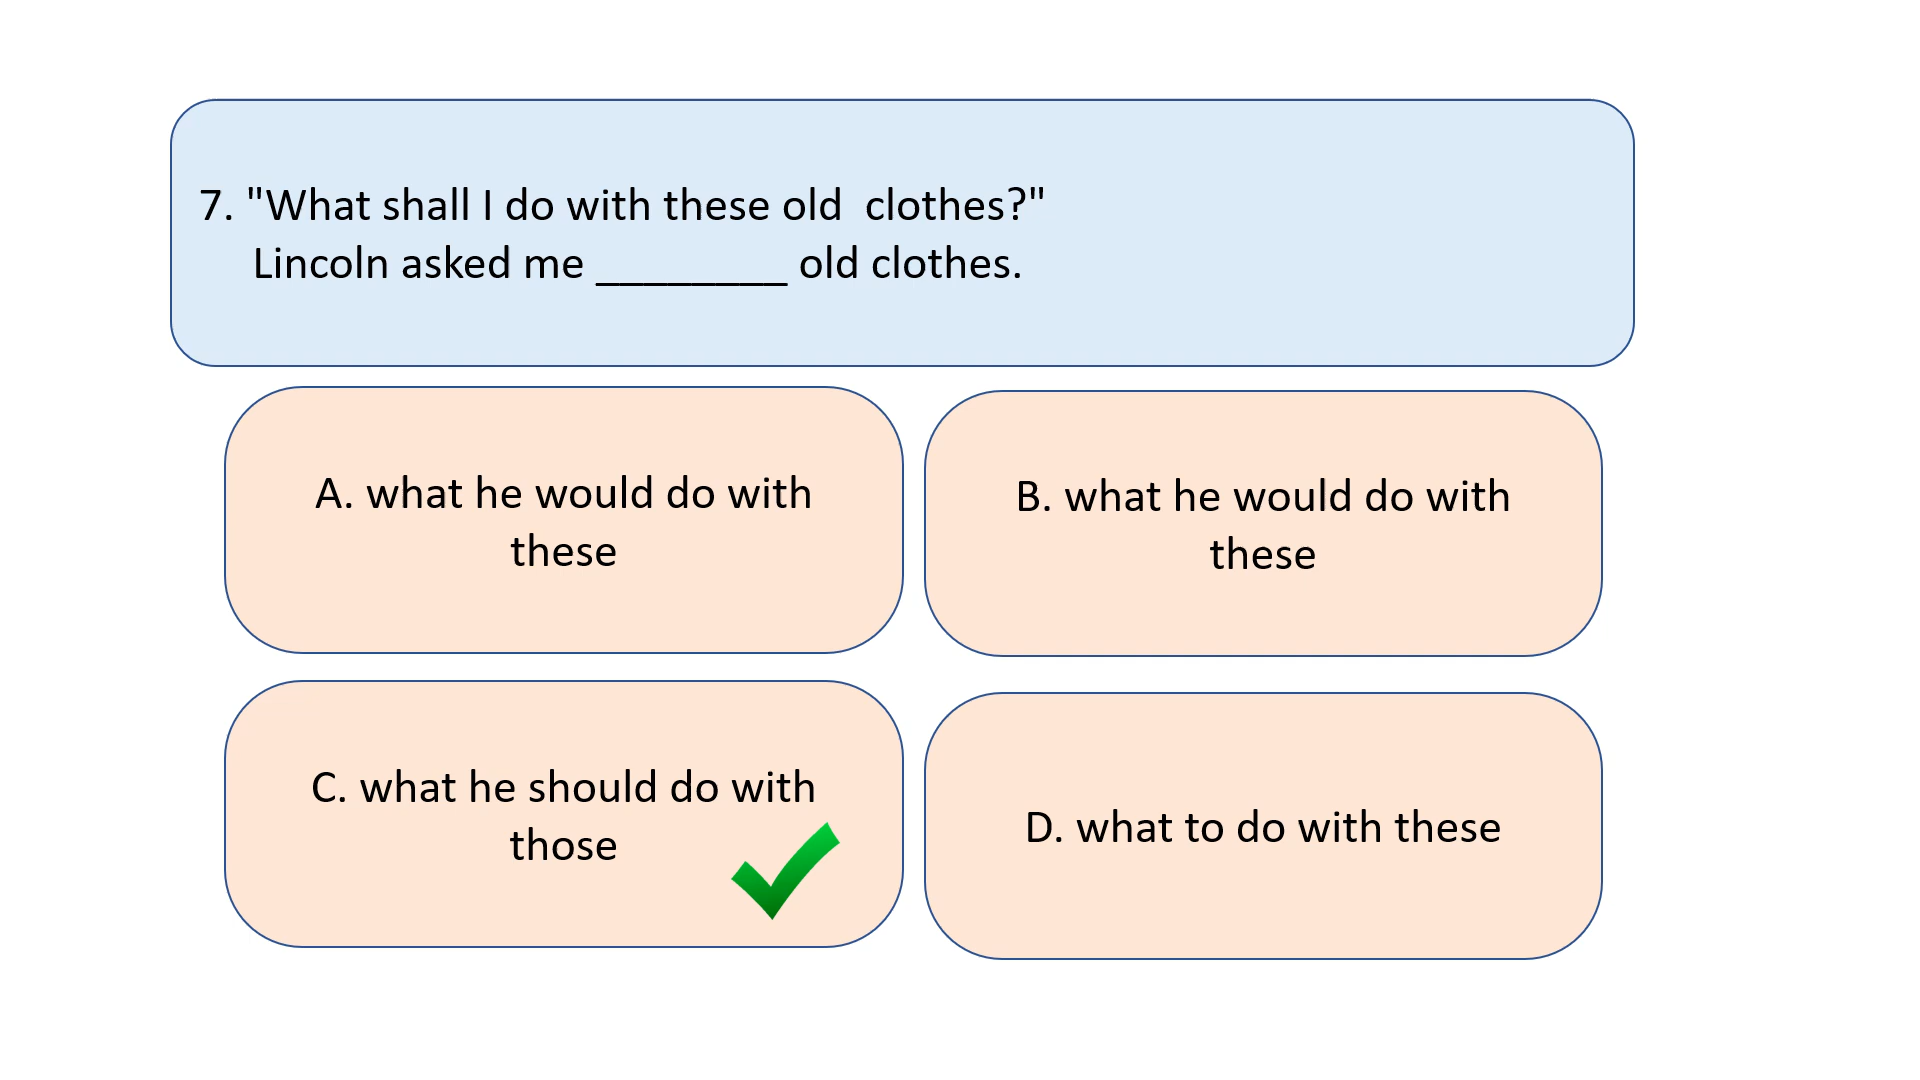 7. "What shall I do with these old  clothes?"
Lincoln asked me ________ old clothes.
A. what he would do with
these
B. what he would do with
these
C. what he should do with
those
D. what to do with these